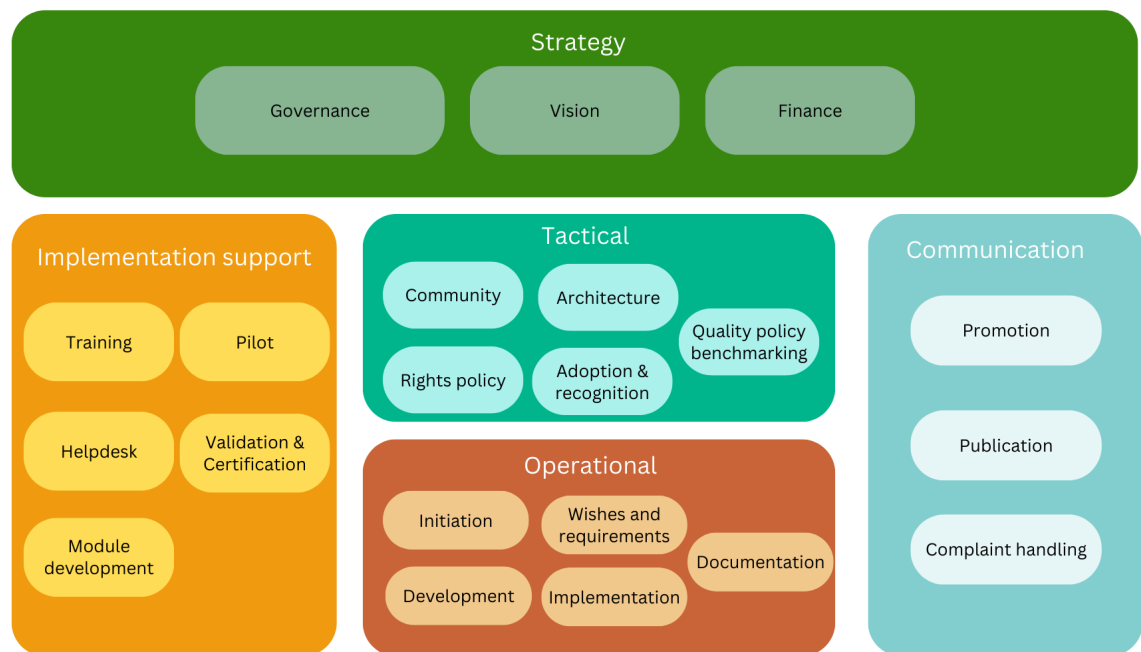 Strategy
Governance
Vision
Finance
Implementation support
Training
Pilot
Helpdesk
Validation &
Certification
Module
development
Tactical
Community
Architecture
Quality policy
benchmarking
Rights policy
Adoption &
recognition
Operational
Initiation
Wishes and
requirements
Documentation
Development
Implementation
Communication
Promotion
Publication
Complaint handling